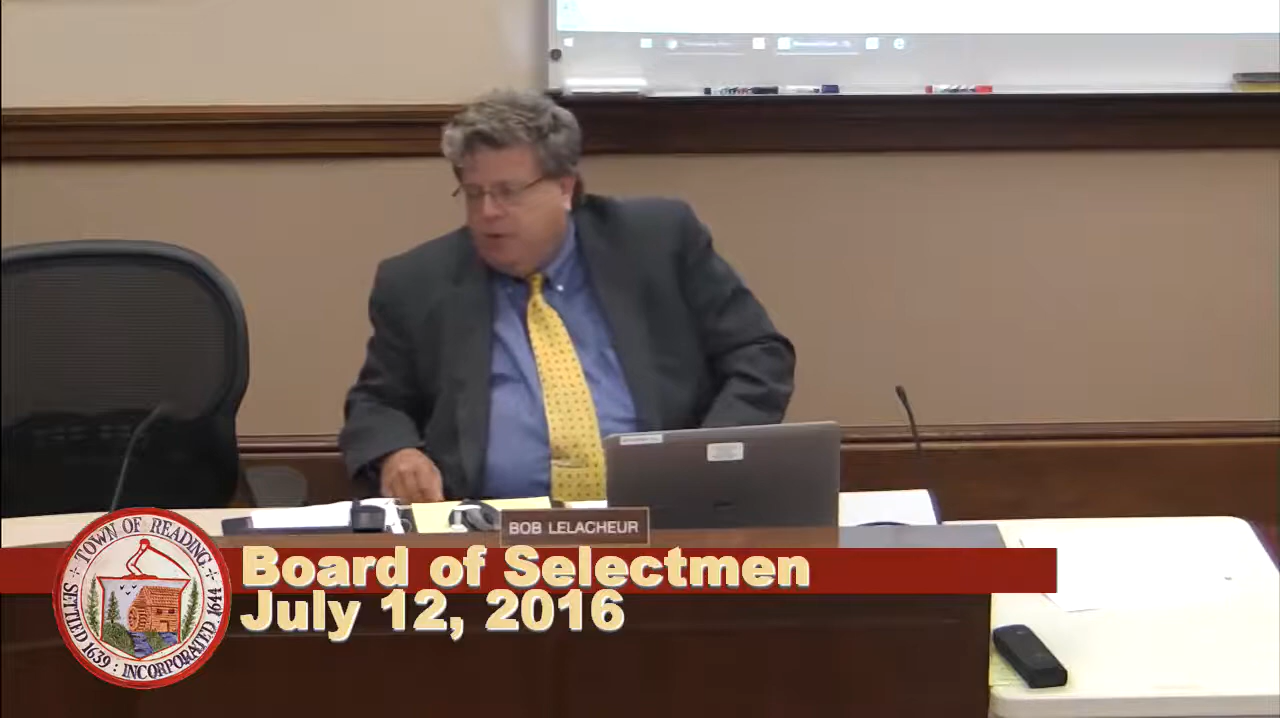 BOB LELACHEUR
Board of Selectmen
July 12, 2016
TOWN OF READING
SETTLED 1639 : INCORPORATED 1644